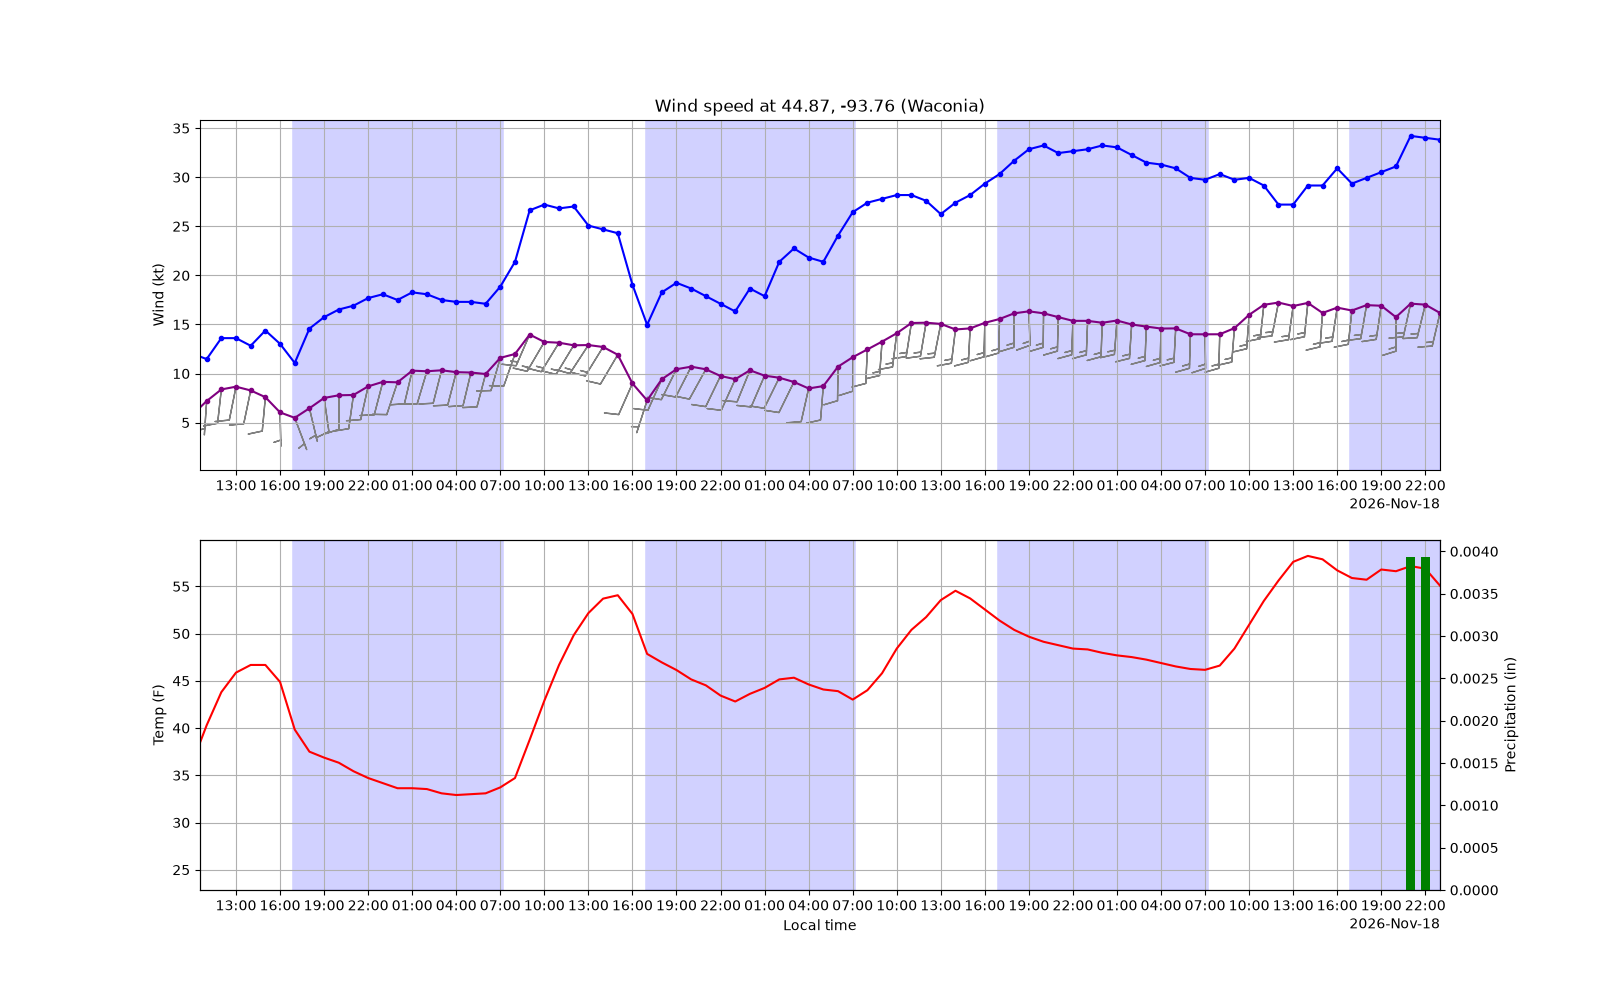 Wind speed at 44.87, -93.76 (Waconia)
35
30
25
20
15
10
5
Wind (kt)
13:00 16:00 19:00 22:00 01:00 04:00 07:00 10:00 13:00 16:00 19:00 22:00 01:00 04:00 07:00 10:00 13:00 16:00 19:00 22:00 01:00 04:00 07:00 10:00 13:00 16:00 19:00 22:00
2026-Nov-18
55
50
45
40
35
30
25
Temp (F)
0.0040
0.0035
0.0030
0.0025
0.0020
0.0015
0.0010
0.0005
0.0000
Precipitation (in)
13:00 16:00 19:00 22:00 01:00 04:00 07:00 10:00 13:00 16:00 19:00 22:00 01:00 04:00 07:00 10:00 13:00 16:00 19:00 22:00 01:00 04:00 07:00 10:00 13:00 16:00 19:00 22:00
Local time
2026-Nov-18